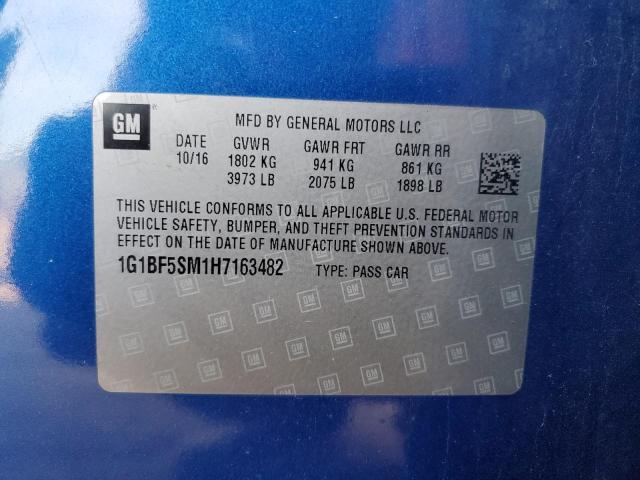 GM
MFD BY GENERAL MOTORS LLC
DATE GVWR GAWR FRT GAWR RR
10/16 1802 KG 941 KG 861 KG
3973 LB 2075 LB 1898 LB
THIS VEHICLE CONFORMS TO ALL APPLICABLE U.S. FEDERAL MOTOR
VEHICLE SAFETY, BUMPER, AND THEFT PREVENTION STANDARDS IN
EFFECT ON THE DATE OF MANUFACTURE SHOWN ABOVE.
1G1BF5SM1H7163482 TYPE: PASS CAR